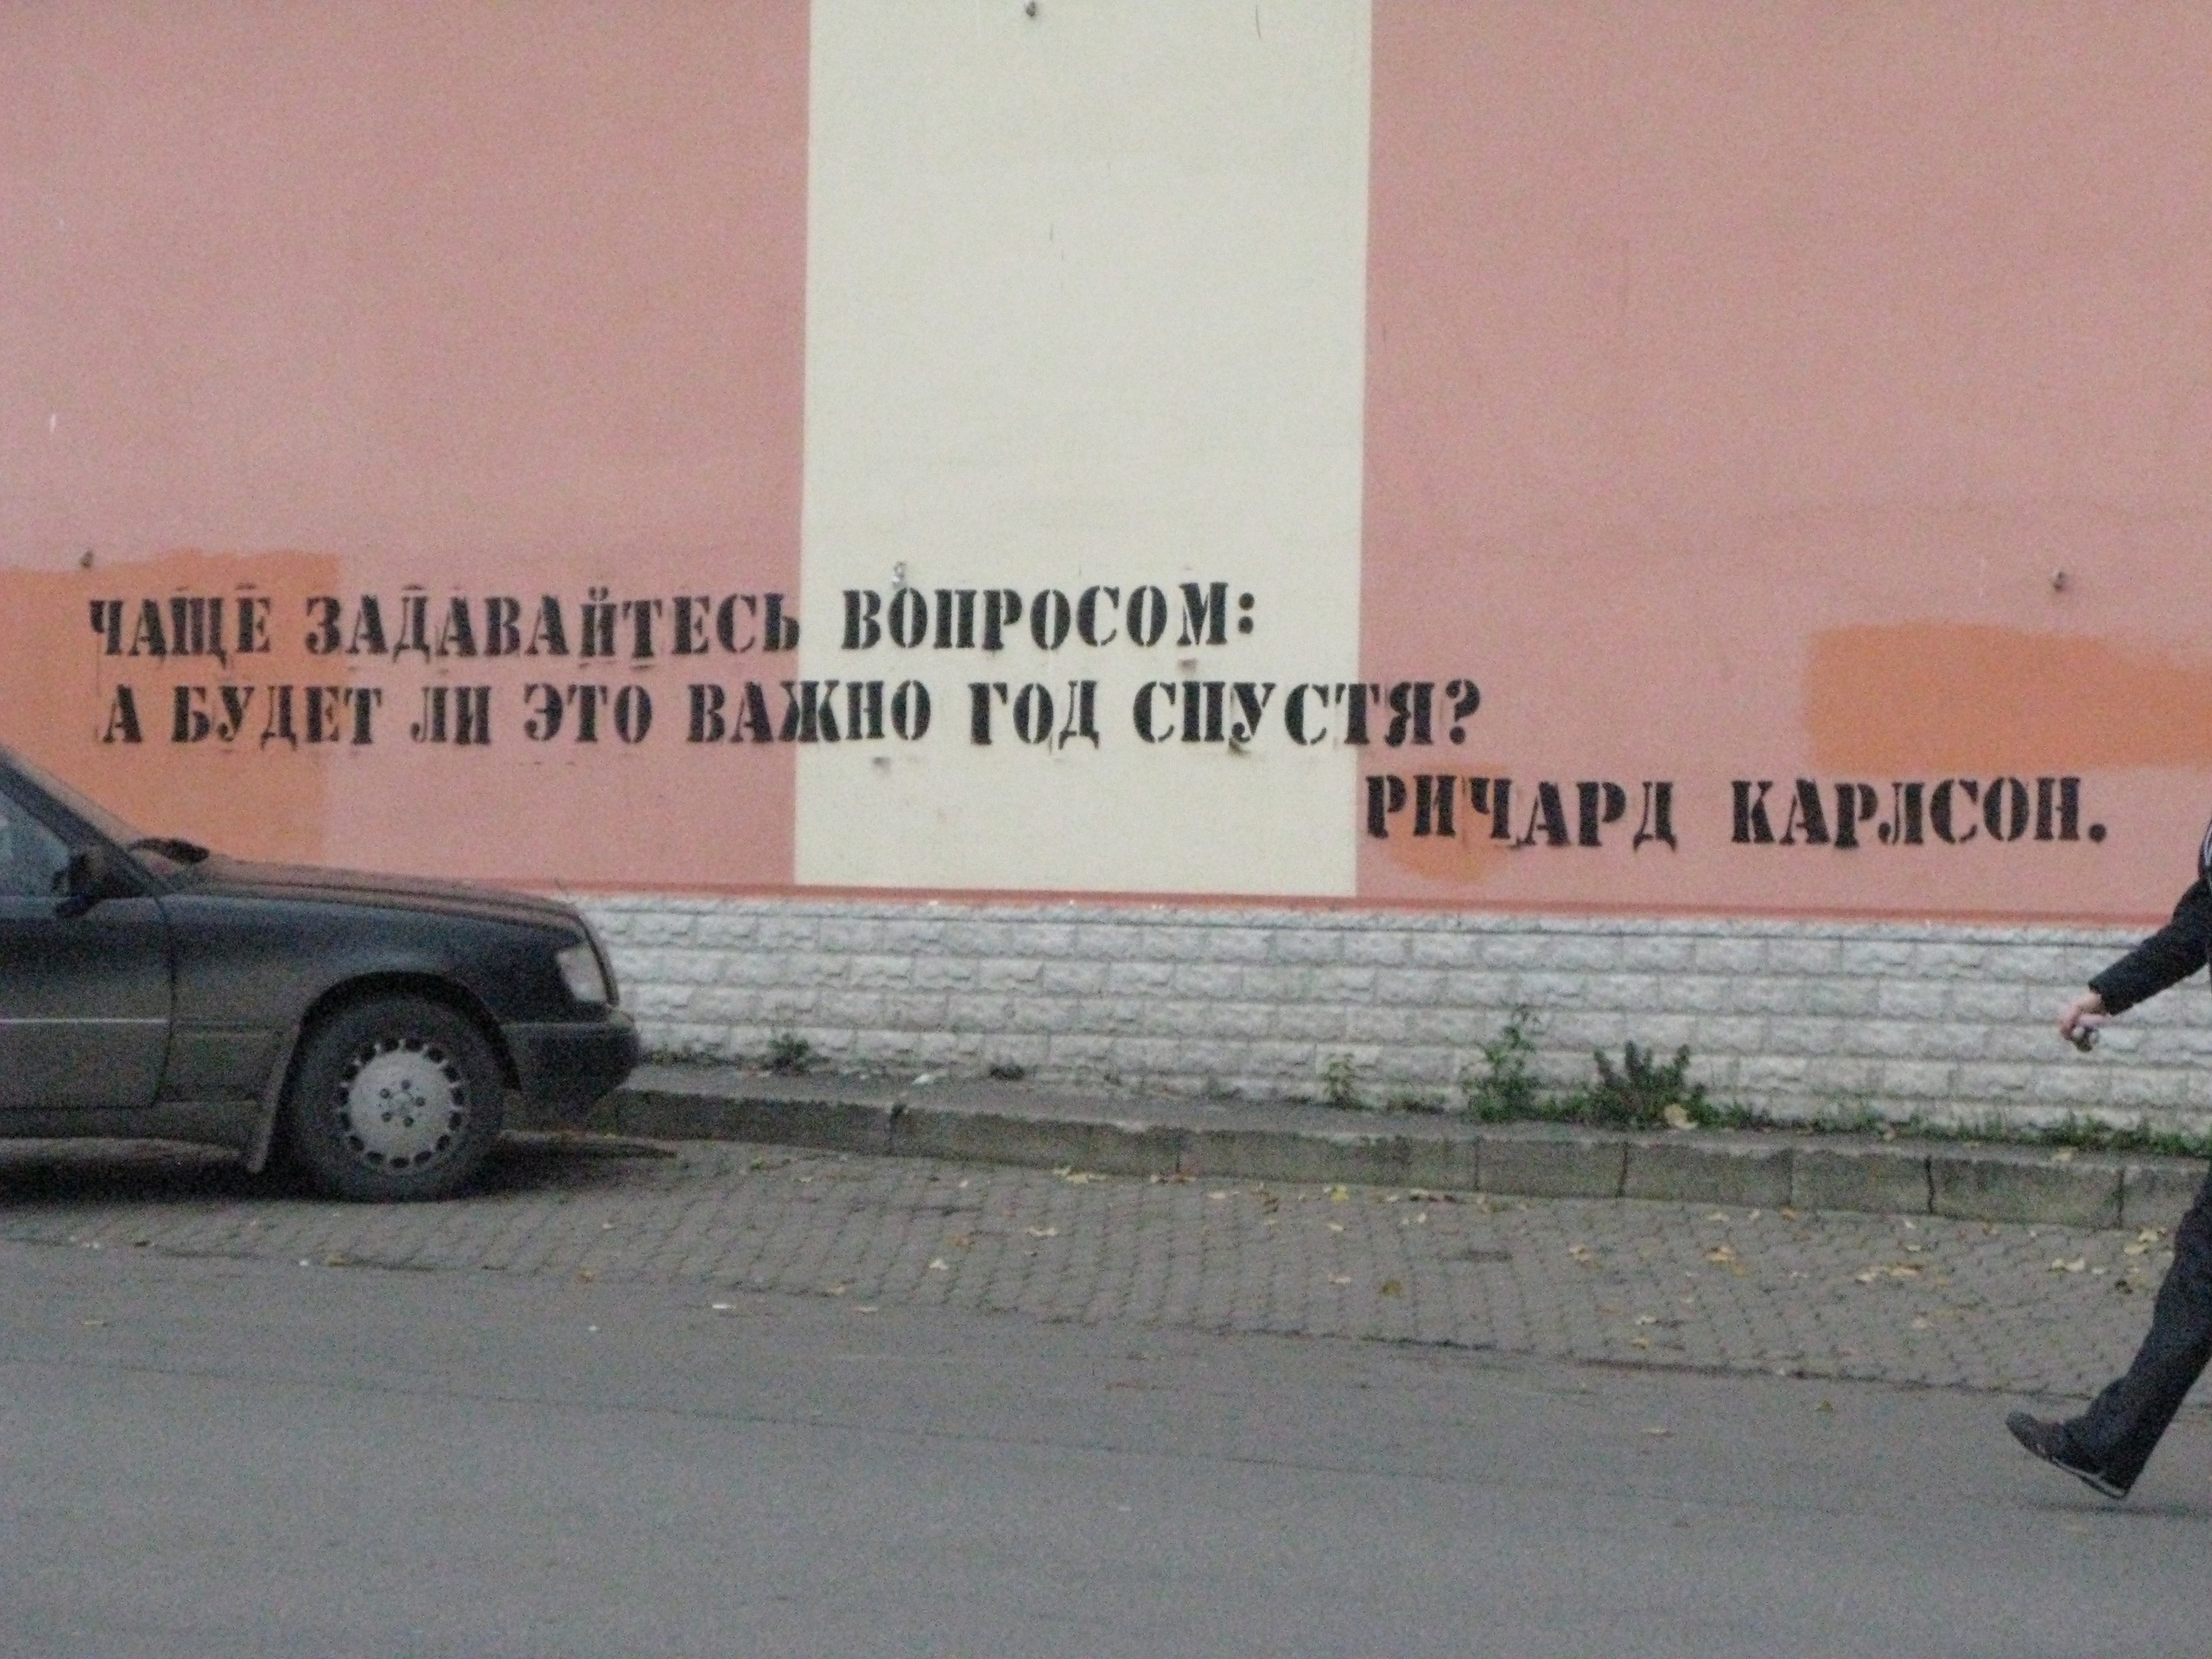 ЧАЩЕ ЗАДАВАЙТЕСЬ ВОПРОСОМ:
А БУДЕТ ЛИ ЭТО ВАЖНО ГОД СПУСТЯ?
РИЧАРД КАРЛСОН.